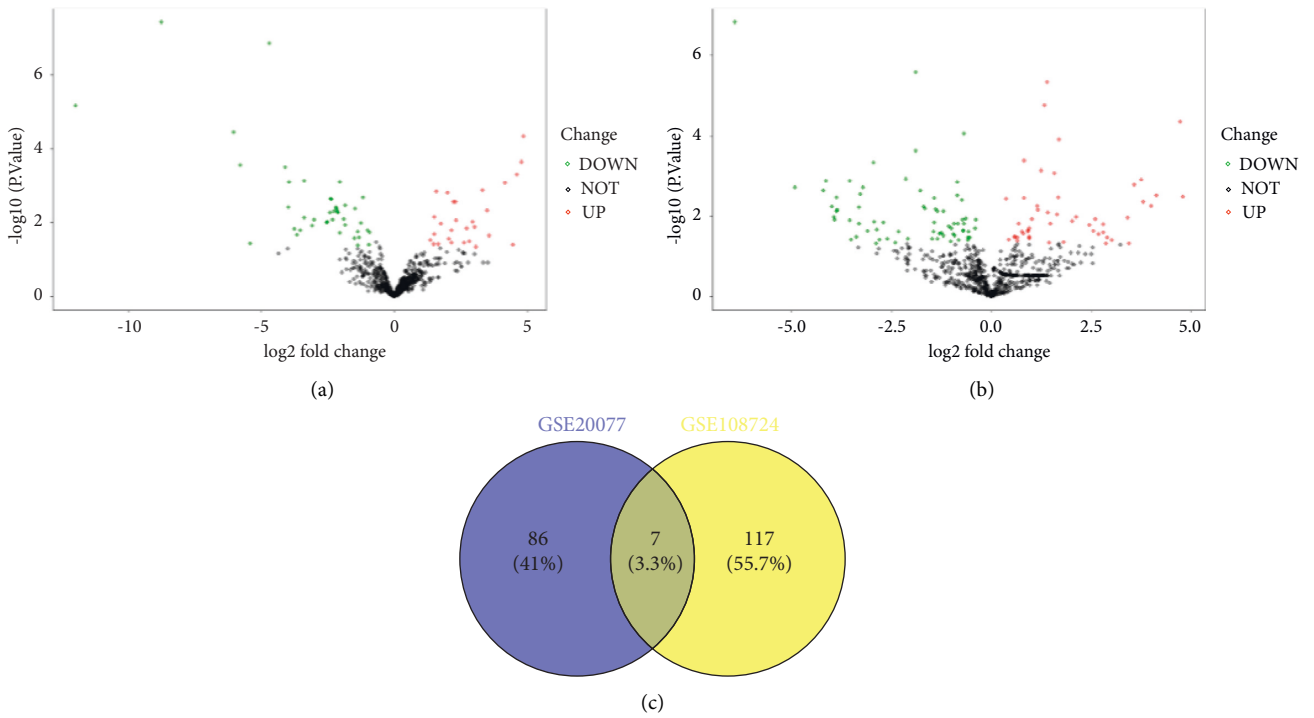 -log10 (P.Value)
6
4
2
0
-10
-5
0
5
log2 fold change
Change
DOWN
NOT
UP
(a)
-log10 (P.Value)
6
4
2
0
-5.0
-2.5
0.0
2.5
5.0
log2 fold change
Change
DOWN
NOT
UP
(b)
GSE20077
GSE108724
86
(41%)
7
(3.3%)
117
(55.7%)
(c)